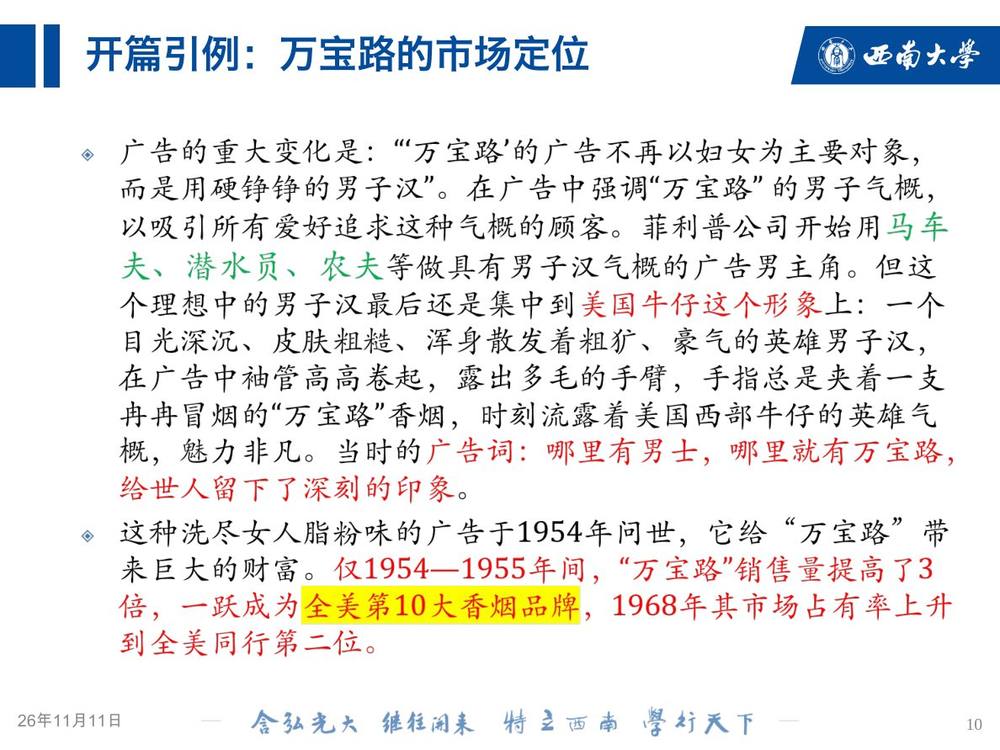 开篇引例：万宝路的市场定位
西南大学
广告的重大变化是：“‘万宝路’的广告不再以妇女为主要对象，
而是用硬铮铮的男子汉”。在广告中强调“万宝路” 的男子气概，
以吸引所有爱好追求这种气概的顾客。菲利普公司开始用马车
夫、潜水员、农夫等做具有男子汉气概的广告男主角。但这
个理想中的男子汉最后还是集中到美国牛仔这个形象上：一个
目光深沉、皮肤粗糙、浑身散发着粗犷、豪气的英雄男子汉，
在广告中袖管高高卷起，露出多毛的手臂，手指总是夹着一支
冉冉冒烟的“万宝路”香烟，时刻流露着美国西部牛仔的英雄气
概，魅力非凡。当时的广告词：哪里有男士，哪里就有万宝路，
给世人留下了深刻的印象。
这种洗尽女人脂粉味的广告于1954年问世，它给“万宝路”带
来巨大的财富。仅1954—1955年间，“万宝路”销售量提高了3
倍，一跃成为全美第10大香烟品牌，1968年其市场占有率上升
到全美同行第二位。
26年11月11日
含弘光大 继往开来 特立西南 学行天下
10